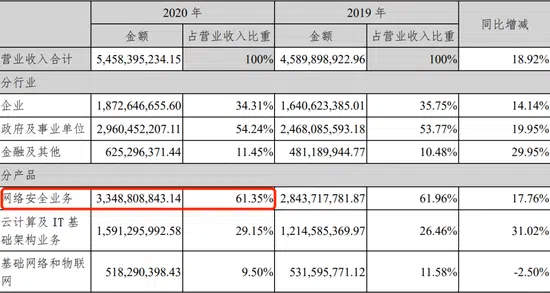 2020 年 2019 年 同比增减
金额 占营业收入比重 金额 占营业收入比重
营业收入合计 5,458,395,234.15 100% 4,589,898,922.96 100% 18.92%
分行业
企业 1,872,646,655.60 34.31% 1,640,623,385.01 35.75% 14.14%
政府及事业单位 2,960,452,207.11 54.24% 2,468,085,593.18 53.77% 19.95%
金融及其他 625,296,371.44 11.45% 481,189,944.77 10.48% 29.95%
分产品
网络安全业务 3,348,808,843.14 61.35% 2,843,717,781.87 61.96% 17.76%
云计算及 IT 基
础架构业务 1,591,295,992.58 29.15% 1,214,585,369.97 26.46% 31.02%
基础网络和物联
网 518,290,398.43 9.50% 531,595,771.12 11.58% -2.50%